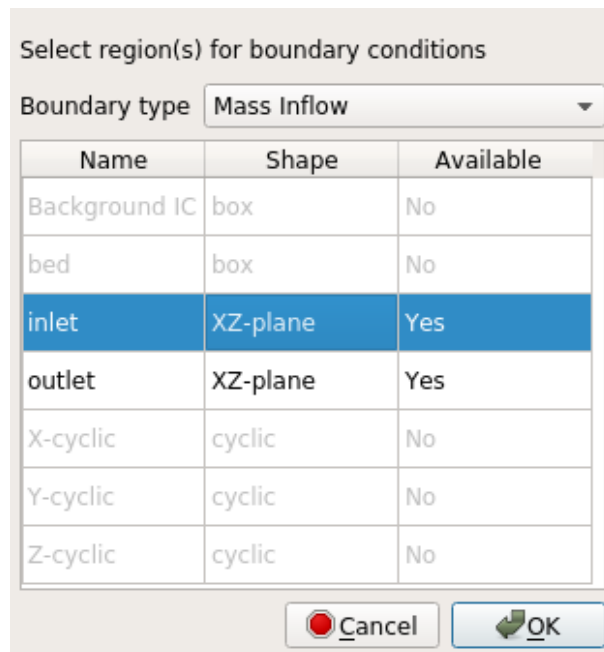 Select region(s) for boundary conditions
Boundary type Mass Inflow
Name Shape Available
Background IC box No
bed box No
inlet XZ-plane Yes
outlet XZ-plane Yes
X-cyclic cyclic No
Y-cyclic cyclic No
Z-cyclic cyclic No
Cancel OK